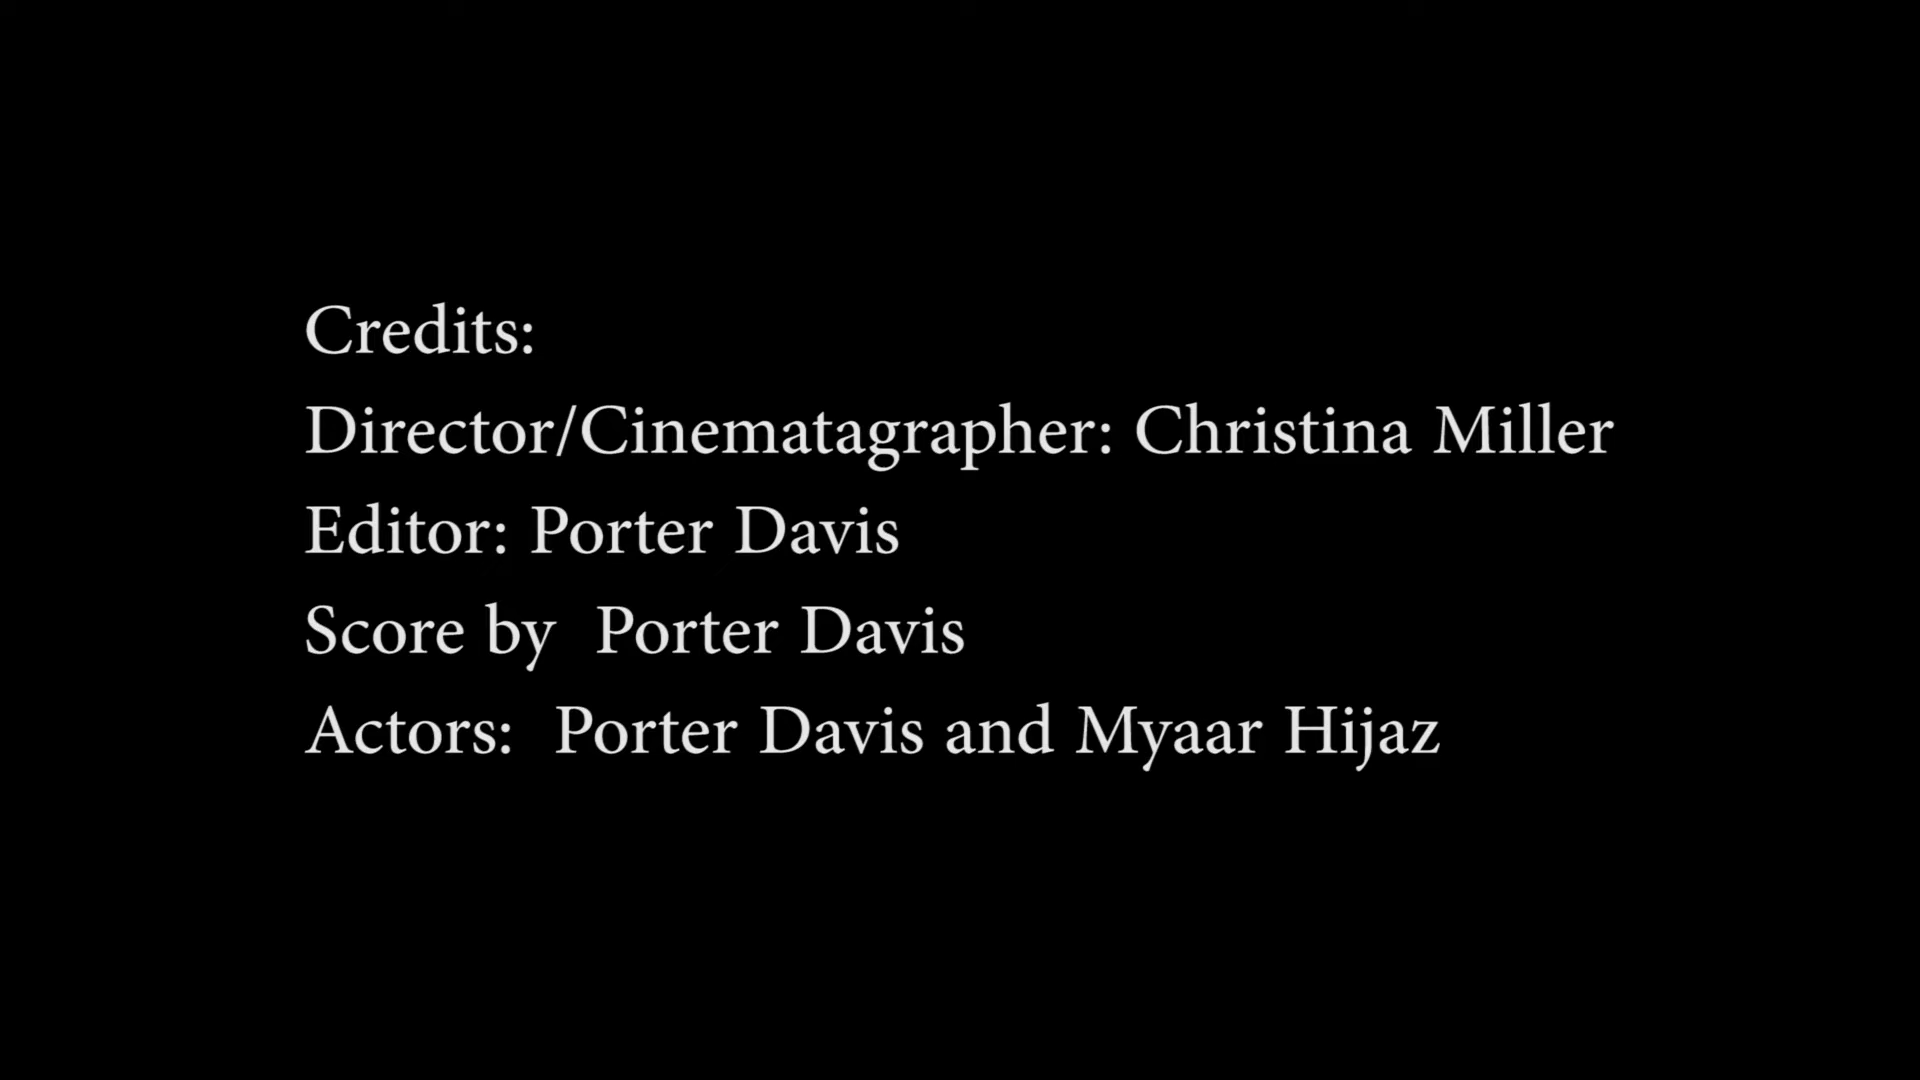 Credits:
Director/Cinematagrapher: Christina Miller
Editor: Porter Davis
Score by  Porter Davis
Actors:  Porter Davis and Myaar Hijaz